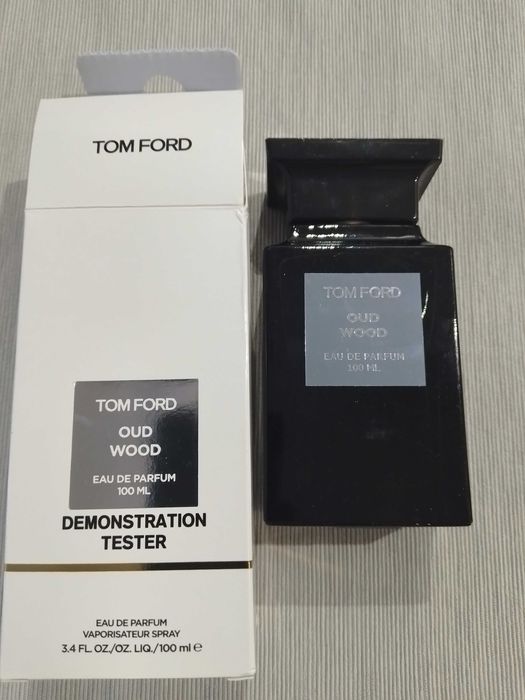 TOM FORD
TOM FORD
OUD
WOOD
EAU DE PARFUM
100 ML
DEMONSTRATION
TESTER
EAU DE PARFUM
VAPORISATEUR SPRAY
3.4 FL. OZ./OZ. LIQ./100 ml ℮
TOM FORD
OUD
WOOD
EAU DE PARFUM
100 ML